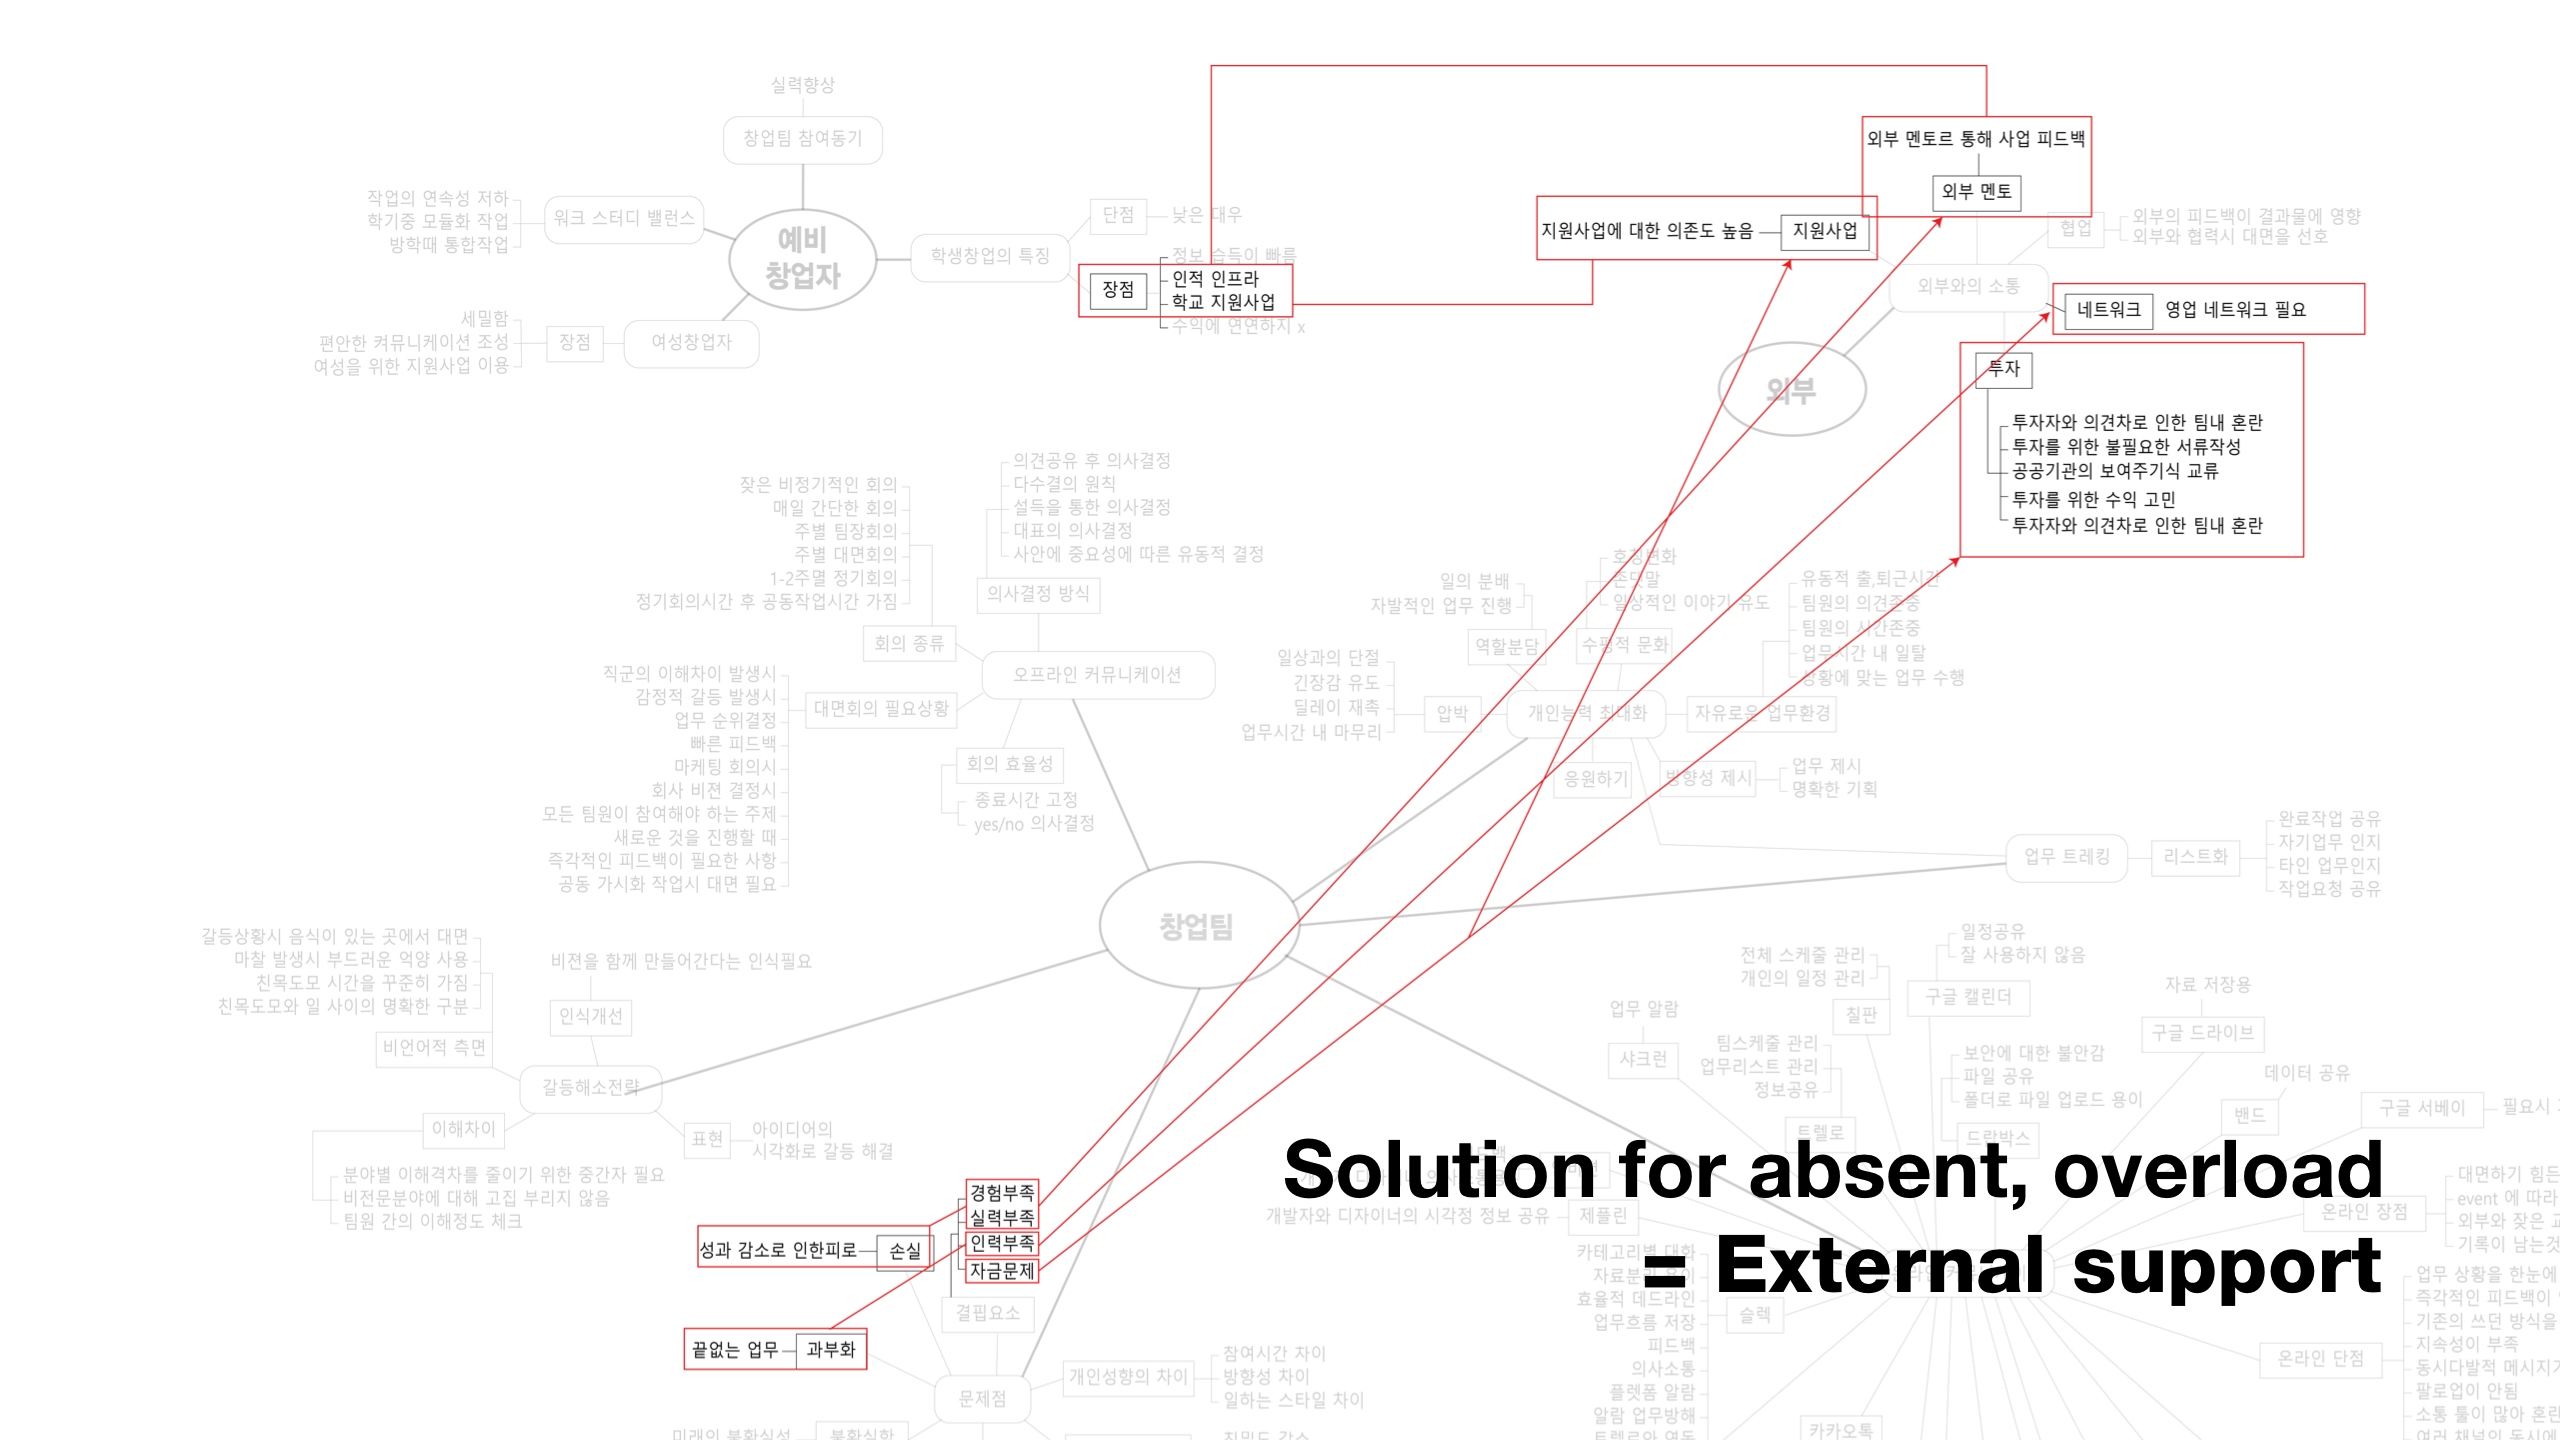 실력향상
창업팀 참여동기
작업의 연속성 저하
학기중 모듈화 작업
방학때 통합작업
워크 스터디 밸런스
예비
창업자
학생창업의 특징
단점
낮은 대우
장점
정보 습득이 빠름
인적 인프라
학교 지원사업
수익에 연연하지 x
세밀함
편안한 커뮤니케이션 조성
여성을 위한 지원사업 이용
장점
여성창업자
외부 멘토르 통해 사업 피드백
외부 멘토
지원사업에 대한 의존도 높음
지원사업
협업
외부의 피드백이 결과물에 영향
외부와 협력시 대면을 선호
외부와의 소통
네트워크
영업 네트워크 필요
외부
투자
투자자와 의견차로 인한 팀내 혼란
투자를 위한 불필요한 서류작성
공공기관의 보여주기식 교류
투자를 위한 수익 고민
투자자와 의견차로 인한 팀내 혼란
잦은 비정기적인 회의
매일 간단한 회의
주별 팀장회의
주별 대면회의
1-2주별 정기회의
정기회의시간 후 공동작업시간 가짐
회의 종류
의견공유 후 의사결정
다수결의 원칙
설득을 통한 의사결정
대표의 의사결정
사안에 중요성에 따른 유동적 결정
의사결정 방식
오프라인 커뮤니케이션
직군의 이해차이 발생시
감정적 갈등 발생시
업무 순위결정
빠른 피드백
마케팅 회의시
회사 비젼 결정시
모든 팀원이 참여해야 하는 주제
새로운 것을 진행할 때
즉각적인 피드백이 필요한 사항
공동 가시화 작업시 대면 필요
대면회의 필요상황
회의 효율성
종료시간 고정
yes/no 의사결정
일의 분배
자발적인 업무 진행
역할분담
호칭변화
존댓말
일상적인 이야기 유도
수평적 문화
유동적 출,퇴근시간
팀원의 의견존중
팀원의 시간존중
업무시간 내 일탈
상황에 맞는 업무 수행
자유로운 업무환경
일상과의 단절
긴장감 유도
딜레이 재촉
업무시간 내 마무리
압박
개인능력 최대화
응원하기
방향성 제시
업무 제시
명확한 기획
업무 트레킹
리스트화
완료작업 공유
자기업무 인지
타인 업무인지
작업요청 공유
창업팀
갈등상황시 음식이 있는 곳에서 대면
마찰 발생시 부드러운 억양 사용
친목도모 시간을 꾸준히 가짐
친목도모와 일 사이의 명확한 구분
비언어적 측면
비젼을 함께 만들어간다는 인식필요
인식개선
갈등해소전략
이해차이
분야별 이해격차를 줄이기 위한 중간자 필요
비전문분야에 대해 고집 부리지 않음
팀원 간의 이해정도 체크
표현
아이디어의
시각화로 갈등 해결
경험부족
실력부족
인력부족
자금문제
성과 감소로 인한피로
손실
결핍요소
끝없는 업무
과부화
문제점
개인성향의 차이
참여시간 차이
방향성 차이
일하는 스타일 차이
업무 알람
샤크런
팀스케줄 관리
업무리스트 관리
정보공유
트렐로
전체 스케줄 관리
개인의 일정 관리
칠판
일정공유
잘 사용하지 않음
구글 캘린더
보안에 대한 불안감
파일 공유
폴더로 파일 업로드 용이
드랍박스
자료 저장용
구글 드라이브
데이터 공유
밴드
구글 서베이
필요시
Solution for absent, overload
= External support
개발자와 디자이너의 시각정 정보 공유
제플린
온라인 장점
대면하기 힘든
event 에 따라
외부와 잦은
기록이 남는것
카테고리별 대화
효율적 데드라인
업무흐름 저장
피드백
의사소통
플렛폼 알람
알람 업무방해
슬렉
온라인 단점
업무 상황을 한눈에
즉각적인 피드백이
기존의 쓰던 방식을
지속성이 부족
동시다발적 메시지
팔로업이 안됨
소통 툴이 많아 혼란
카카오톡